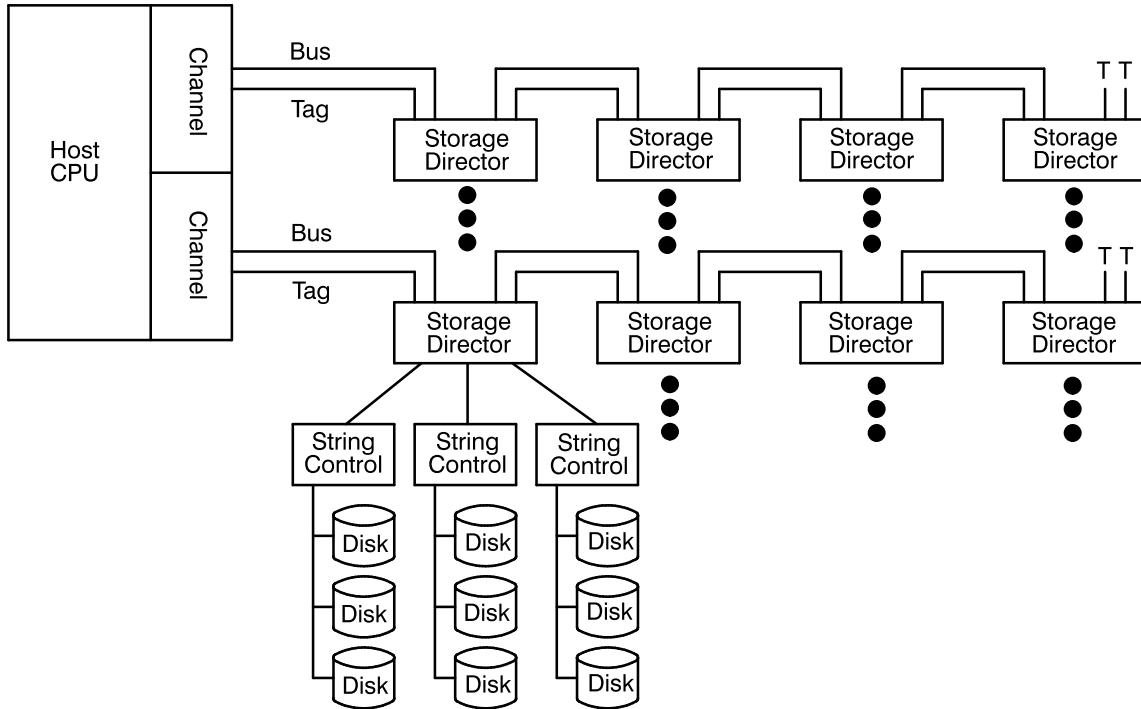 Host
CPU
Channel
Channel
Bus
Tag
Storage
Director
Storage
Director
Storage
Director
Storage
Director
T T
Bus
Tag
Storage
Director
Storage
Director
Storage
Director
Storage
Director
T T
String
Control
String
Control
String
Control
Disk
Disk
Disk
Disk
Disk
Disk
Disk
Disk
Disk